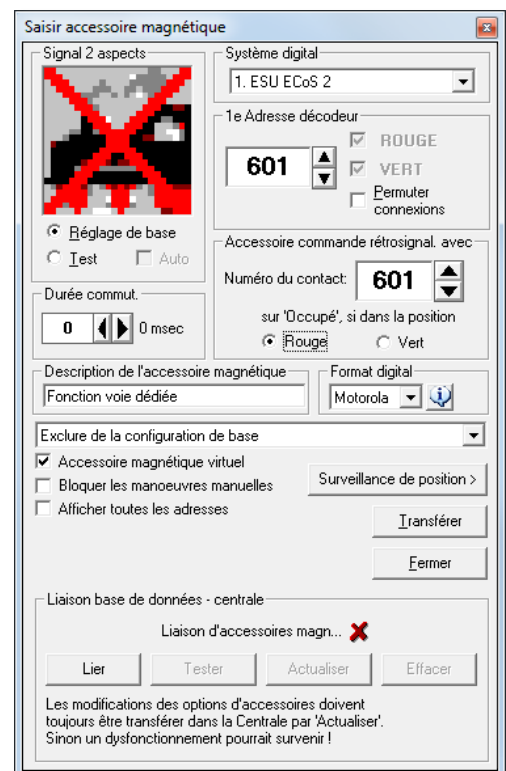 Saisir accessoire magnétique
Signal 2 aspects
Réglage de base
Test
Auto
Durée commut.
0
0 msec
Système digital
1. ESU ECoS 2
1e Adresse décodeur
601
ROUGE
VERT
Permuter
connexions
Accessoire commande rétrosignal. avec
Numéro du contact:
601
sur 'Occupé', si dans la position
Rouge
Vert
Description de l'accessoire magnétique
Fonction voie dédiée
Format digital
Motorola
Exclure de la configuration de base
Accessoire magnétique virtuel
Bloquer les manoeuvres manuelles
Afficher toutes les adresses
Surveillance de position >
Transférer
Fermer
Liaison base de données - centrale
Liaison d'accessoires magn...
Lier
Tester
Actualiser
Effacer
Les modifications des options d'accessoires doivent
toujours être transférer dans la Centrale par 'Actualiser'.
Sinon un dysfonctionnement pourrait survenir !